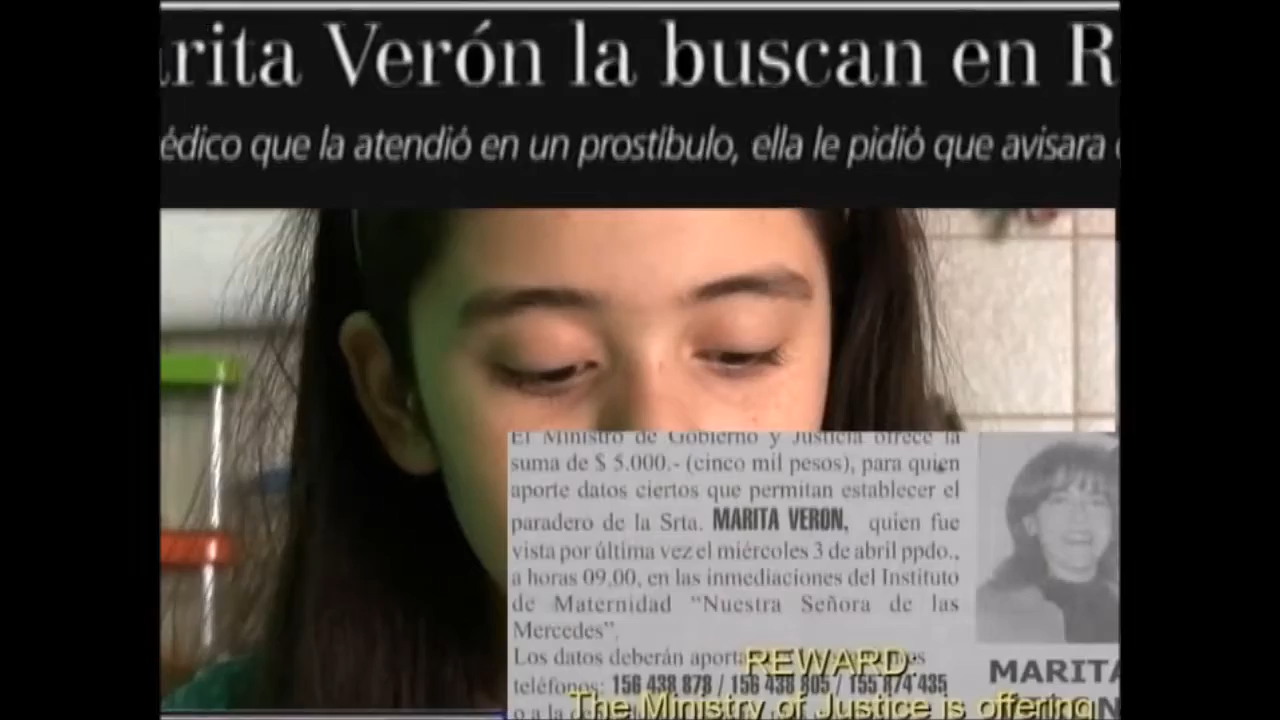 rita Verón la buscan en R
édico que la atendió en un prostíbulo, ella le pidió que avisara
El Ministro de Gobierno y Justicia ofrece la
suma de $ 5.000.- (cinco mil pesos), para quien
aporte datos ciertos que permitan establecer el
paradero de la Srta. MARITA VERON, quien fue
vista por última vez el miércoles 3 de abril ppdo.,
a horas 09,00, en las inmediaciones del Instituto
de Maternidad "Nuestra Señora de las
Mercedes",
Los datos deberán
teléfonos: 156 438 878 / 156 438 805 / 155 874 435
o a la
MARITA
REWARD:
The Ministry of Justice is offering